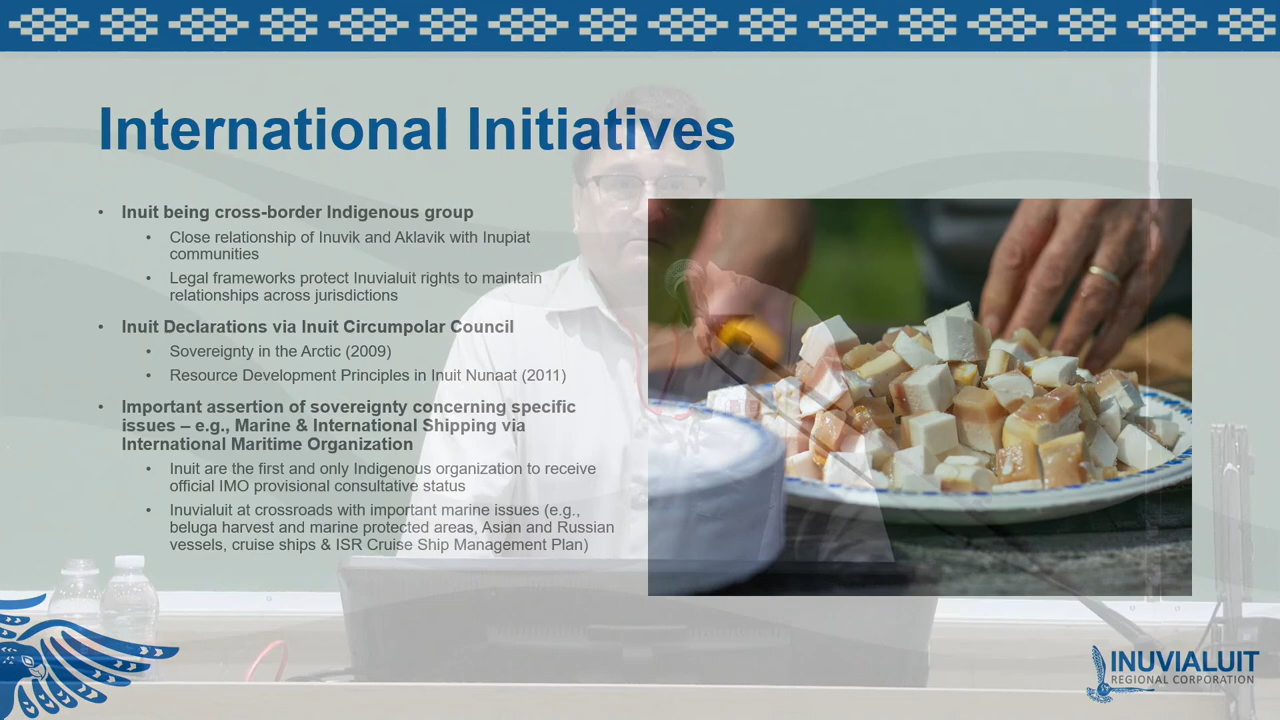 International Initiatives
• Inuit being cross-border Indigenous group
• Close relationship of Inuvik and Aklavik with Inupiat
communities
• Legal frameworks protect Inuvialuit rights to maintain
relationships across jurisdictions
• Inuit Declarations via Inuit Circumpolar Council
• Sovereignty in the Arctic (2009)
• Resource Development Principles in Inuit Nunaat (2011)
• Important assertion of sovereignty concerning specific
issues – e.g., Marine & International Shipping via
International Maritime Organization
• Inuit are the first and only Indigenous organization to receive
official IMO provisional consultative status
• Inuvialuit at crossroads with important marine issues (e.g.,
beluga harvest and marine protected areas, Asian and Russian
vessels, cruise ships & ISR Cruise Ship Management Plan)
INUVIALUIT
REGIONAL CORPORATION